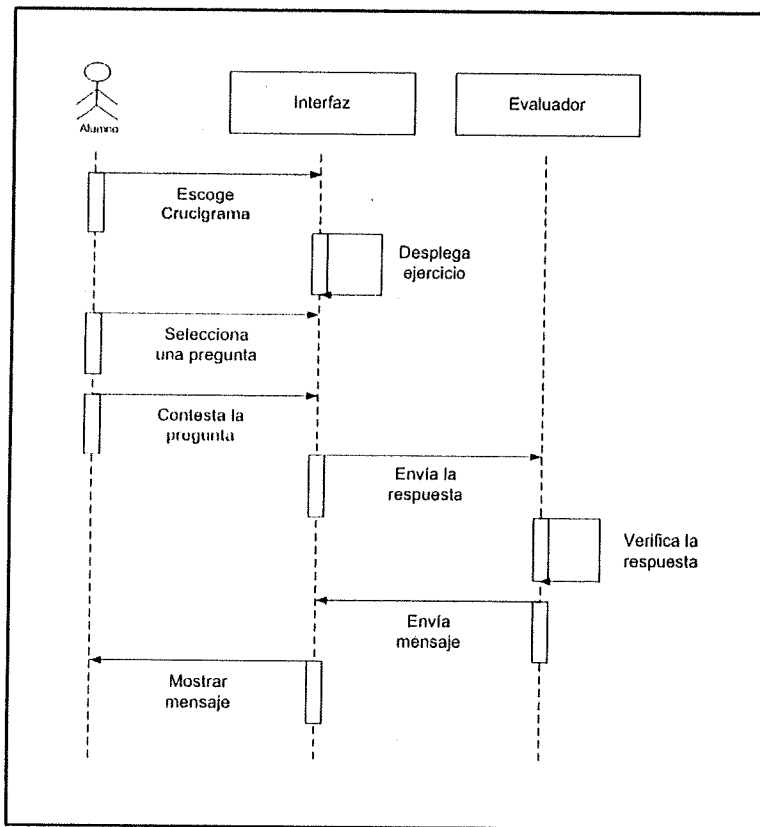 Alumno
Interfaz
Evaluador
Escoge
Crucigrama
Desplega
ejercicio
Selecciona
una pregunta
Contesta la
pregunta
Envía la
respuesta
Verifica la
respuesta
Envía
mensaje
Mostrar
mensaje